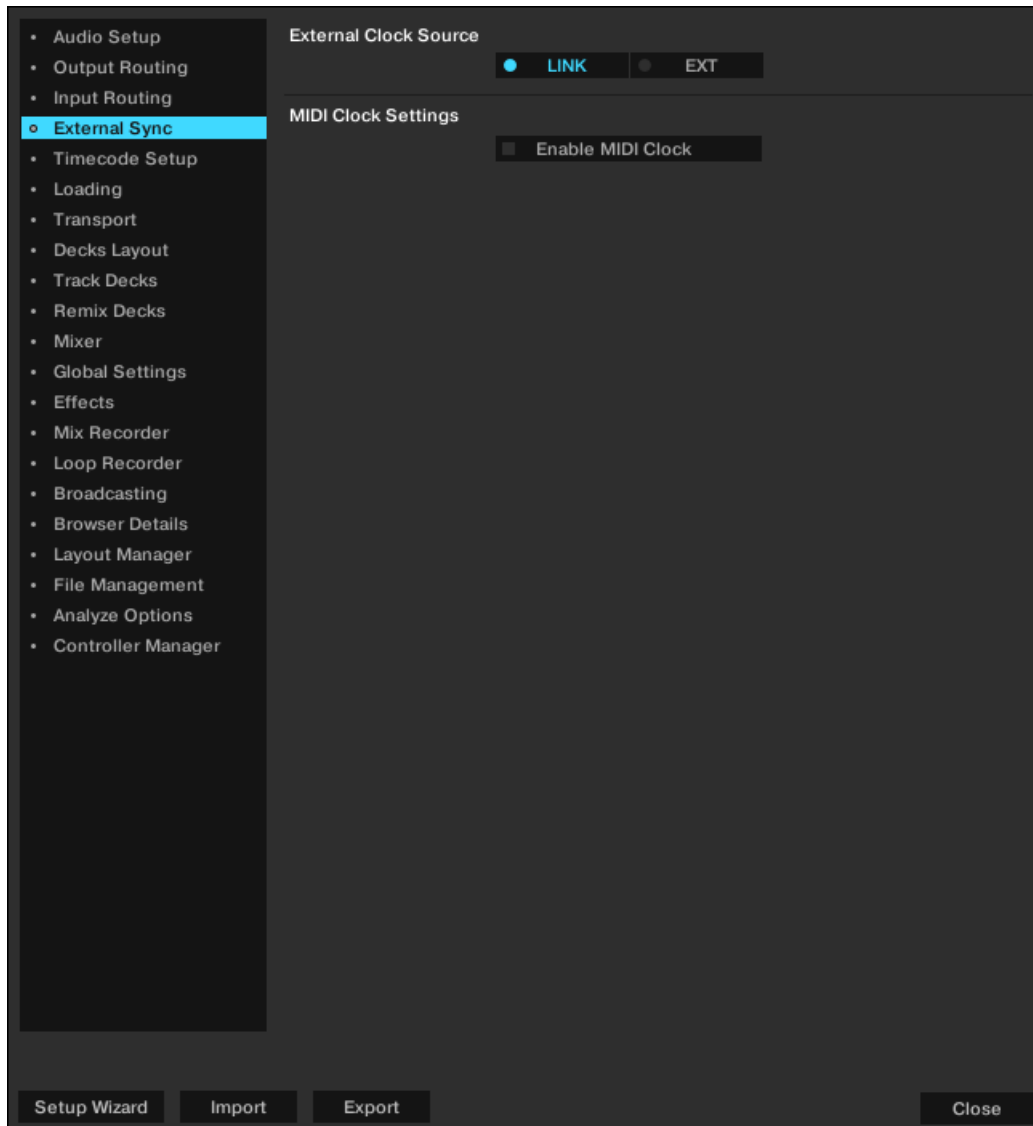 Audio Setup
Output Routing
Input Routing
External Sync
Timecode Setup
Loading
Transport
Decks Layout
Track Decks
Remix Decks
Mixer
Global Settings
Effects
Mix Recorder
Loop Recorder
Broadcasting
Browser Details
Layout Manager
File Management
Analyze Options
Controller Manager
External Clock Source
LINK EXT
MIDI Clock Settings
Enable MIDI Clock
Setup Wizard Import Export Close